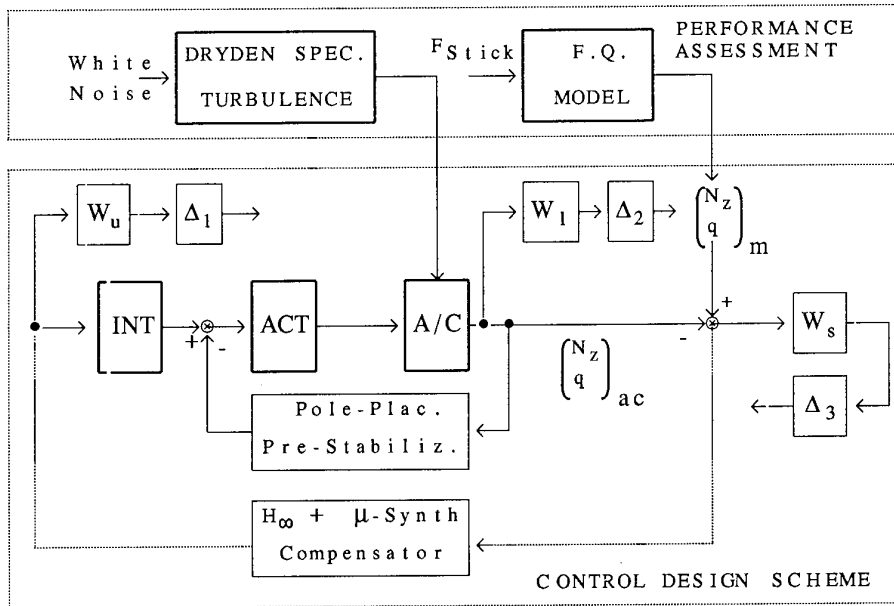 PERFORMANCE
ASSESSMENT
White
Noise
DRYDEN SPEC.
TURBULENCE
F Stick
F.Q.
MODEL
W u
Δ 1
W 1
Δ 2
N z
q
m
INT
+
-
ACT
A/C
N z
q
ac
-
+
W s
Δ 3
Pole-Plac.
Pre-Stabiliz.
H ∞ + μ-Synth
Compensator
CONTROL DESIGN SCHEME